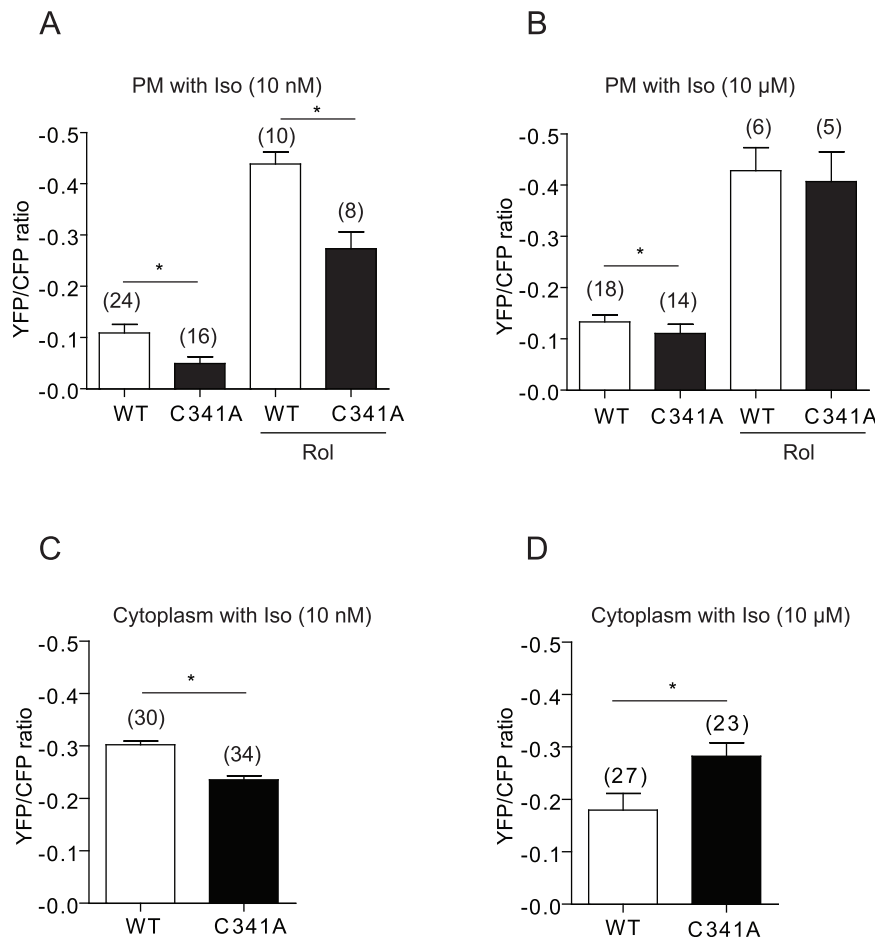 A
PM with Iso (10 nM)
*
-0.5
(10)
-0.4
(8)
-0.3
*
(24)
-0.2
(16)
-0.1
-0.0
YFP/CFP ratio
WT C341A WT C341A
Rol
B
PM with Iso (10 µM)
-0.5
(6) (5)
-0.4
-0.3
*
(18) (14)
-0.2
-0.1
-0.0
YFP/CFP ratio
WT C341A WT C341A
Rol
C
Cytoplasm with Iso (10 nM)
-0.5
-0.4
*
(30)
(34)
-0.3
-0.2
-0.1
-0.0
YFP/CFP ratio
WT C341A
D
Cytoplasm with Iso (10 µM)
-0.5
-0.4
*
(23)
-0.3
(27)
-0.2
-0.1
-0.0
YFP/CFP ratio
WT C341A